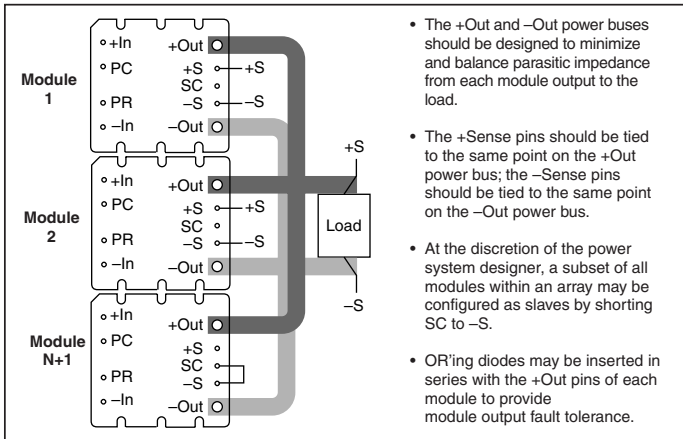 +In
+Out
PC
+S
+S
SC
PR
–S
–S
–In
–Out
Module
1
+In
+Out
PC
+S
+S
SC
PR
–S
–S
–In
–Out
Module
2
+In
+Out
PC
+S
SC
PR
–S
–In
–Out
Module
N+1
+S
Load
–S
• The +Out and –Out power buses
should be designed to minimize
and balance parasitic impedance
from each module output to the
load.
• The +Sense pins should be tied
to the same point on the +Out
power bus; the –Sense pins
should be tied to the same point
on the –Out power bus.
• At the discretion of the power
system designer, a subset of all
modules within an array may be
configured as slaves by shorting
SC to –S.
• OR'ing diodes may be inserted in
series with the +Out pins of each
module to provide
module output fault tolerance.